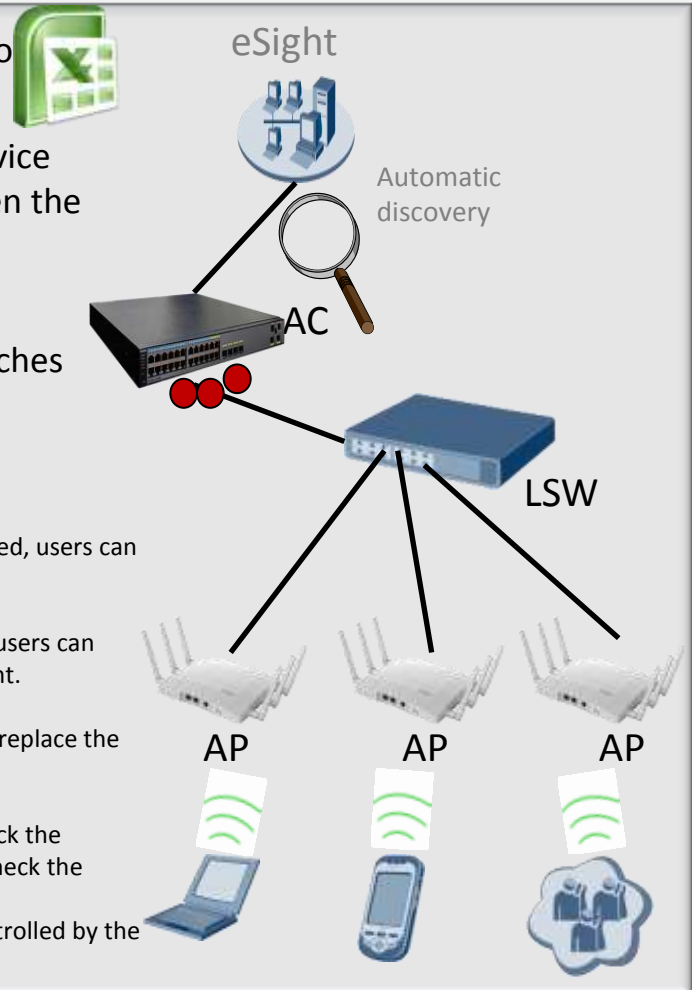 eSight
vice
en the
Automatic
discovery
AC
ches
LSW
ed, users can
users can
nt.
replace the
AP
AP
AP
ck the
heck the
trolled by the